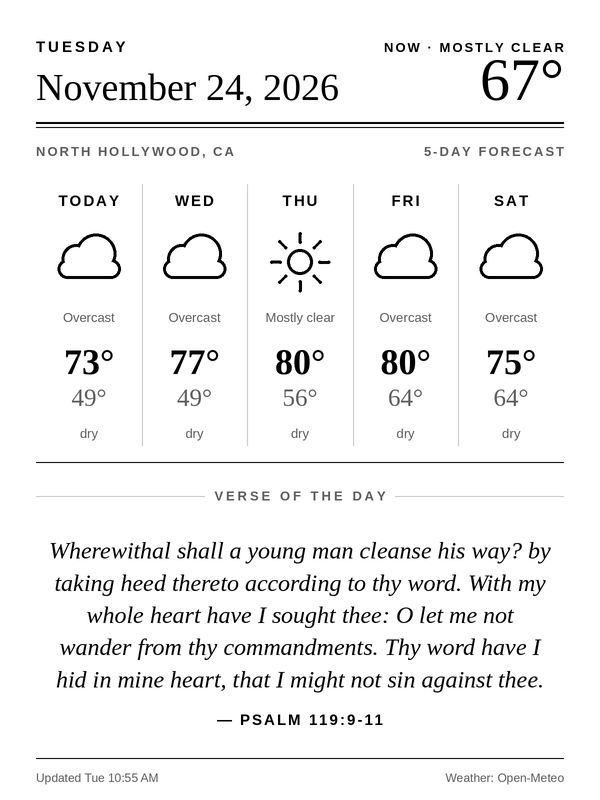 TUESDAY
NOW · MOSTLY CLEAR
November 24, 2026
67°
NORTH HOLLYWOOD, CA
5-DAY FORECAST
TODAY WED THU FRI SAT
Overcast Overcast Mostly clear Overcast Overcast
73° 77° 80° 80° 75°
49° 49° 56° 64° 64°
dry dry dry dry dry
VERSE OF THE DAY
Wherewithal shall a young man cleanse his way? by
taking heed thereto according to thy word. With my
whole heart have I sought thee: O let me not
wander from thy commandments. Thy word have I
hid in mine heart, that I might not sin against thee.
— PSALM 119:9-11
Updated Tue 10:55 AM
Weather: Open-Meteo